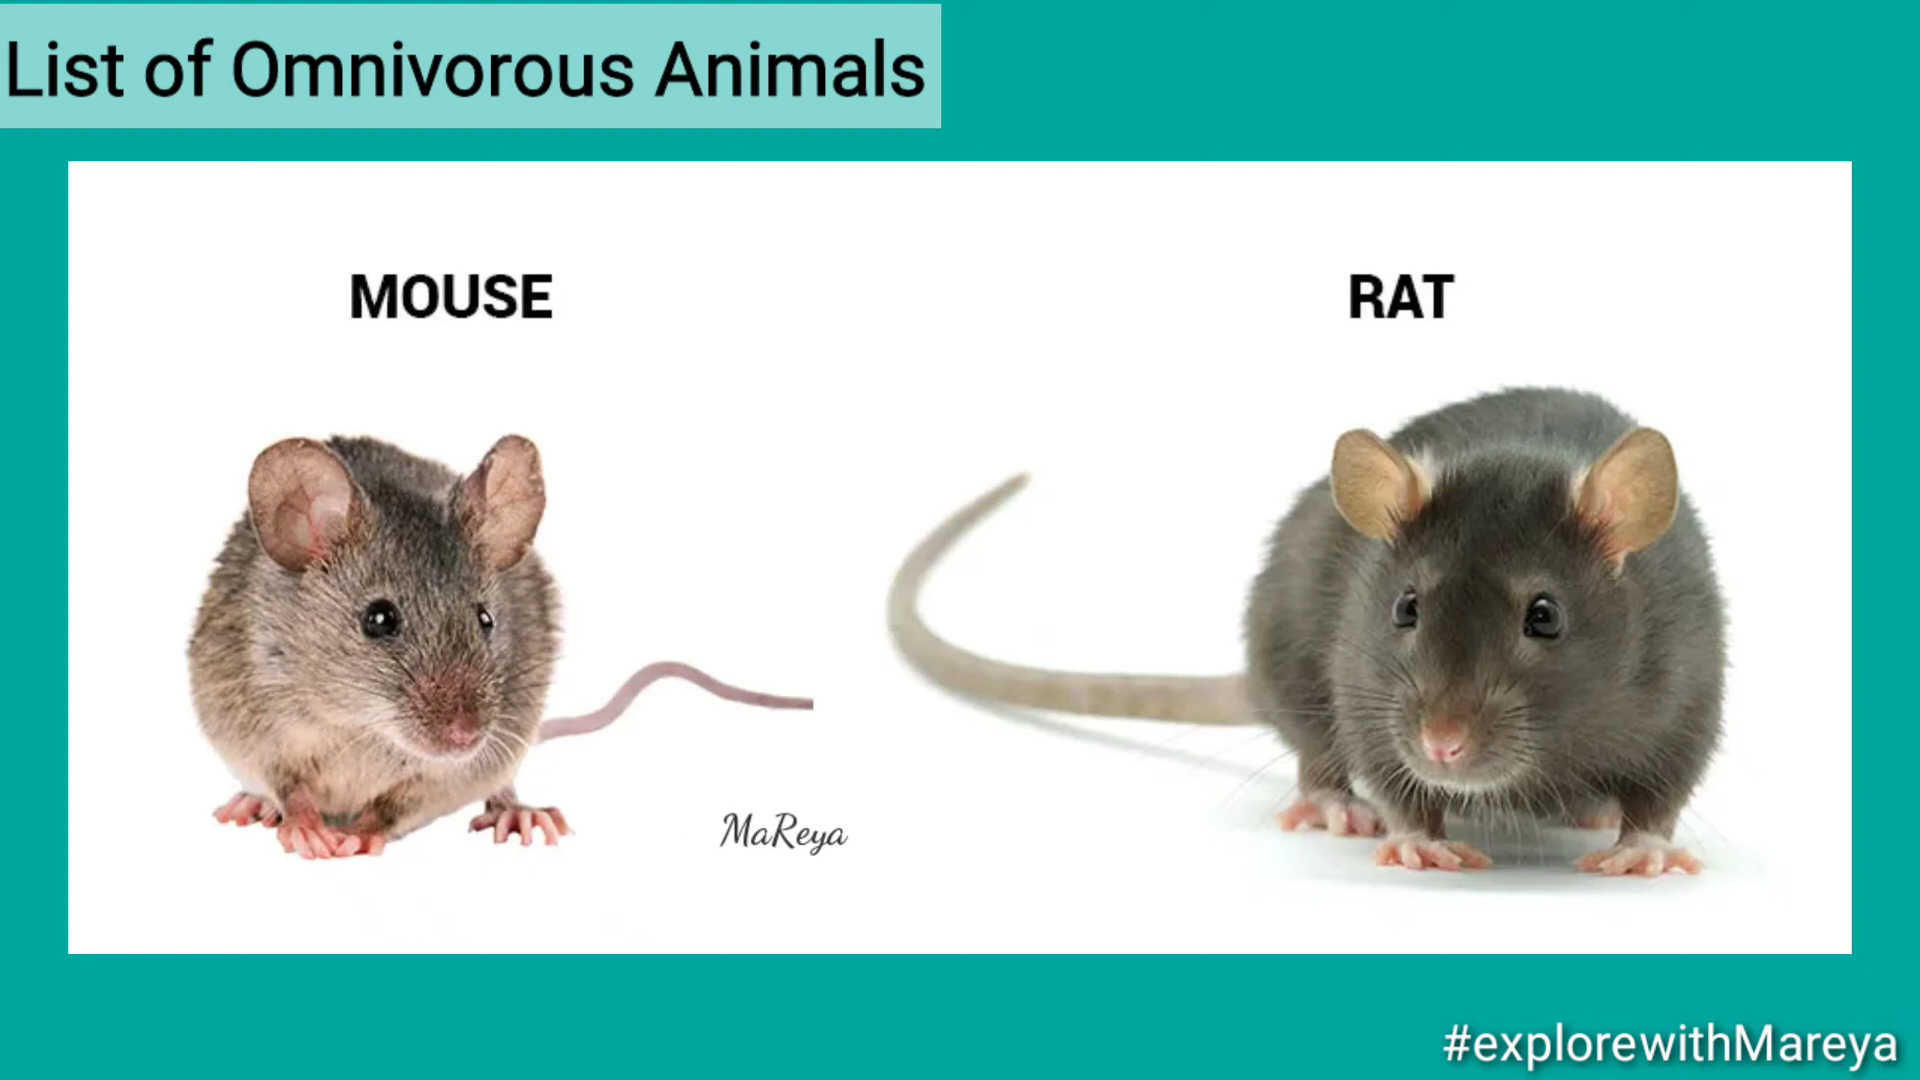 List of Omnivorous Animals
MOUSE
RAT
MaReya
#explorewithMareya